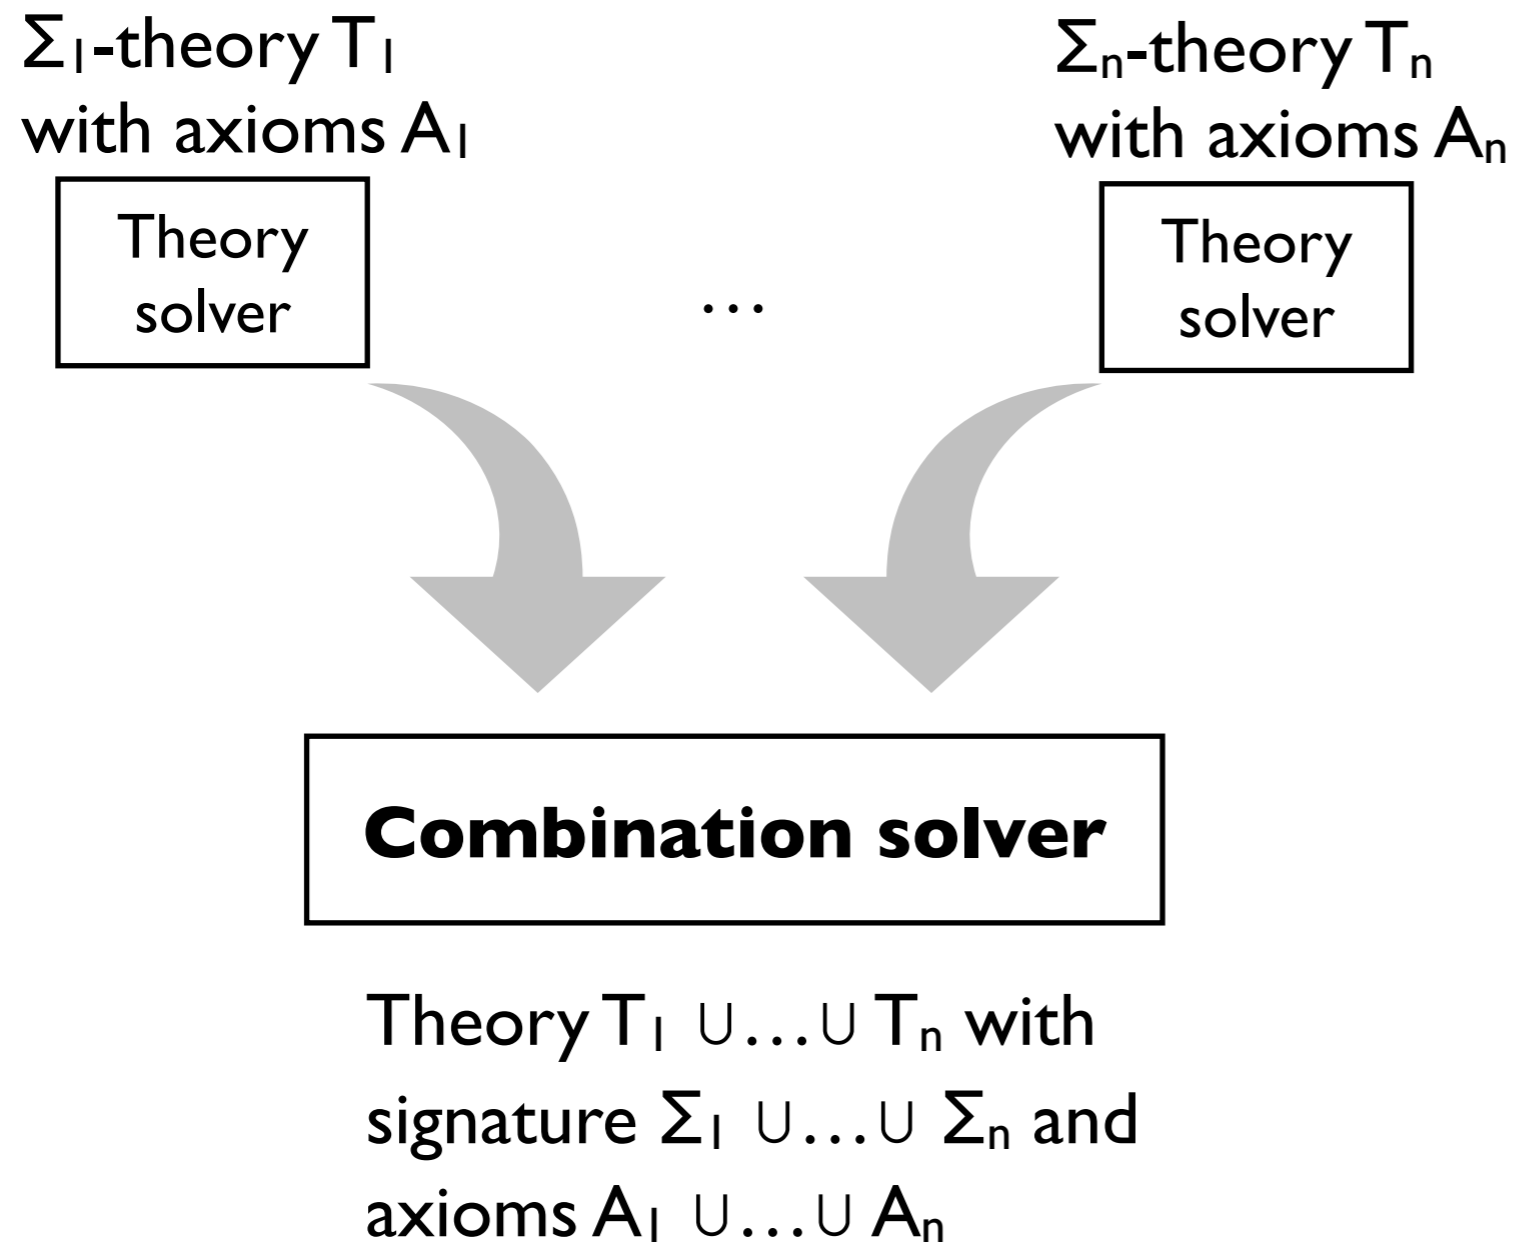 Σ₁-theory T₁
with axioms A₁
Theory
solver
…
Σₙ-theory Tₙ
with axioms Aₙ
Theory
solver
Combination solver
Theory T₁ ∪…∪ Tₙ with
signature Σ₁ ∪…∪ Σₙ and
axioms A₁ ∪…∪ Aₙ